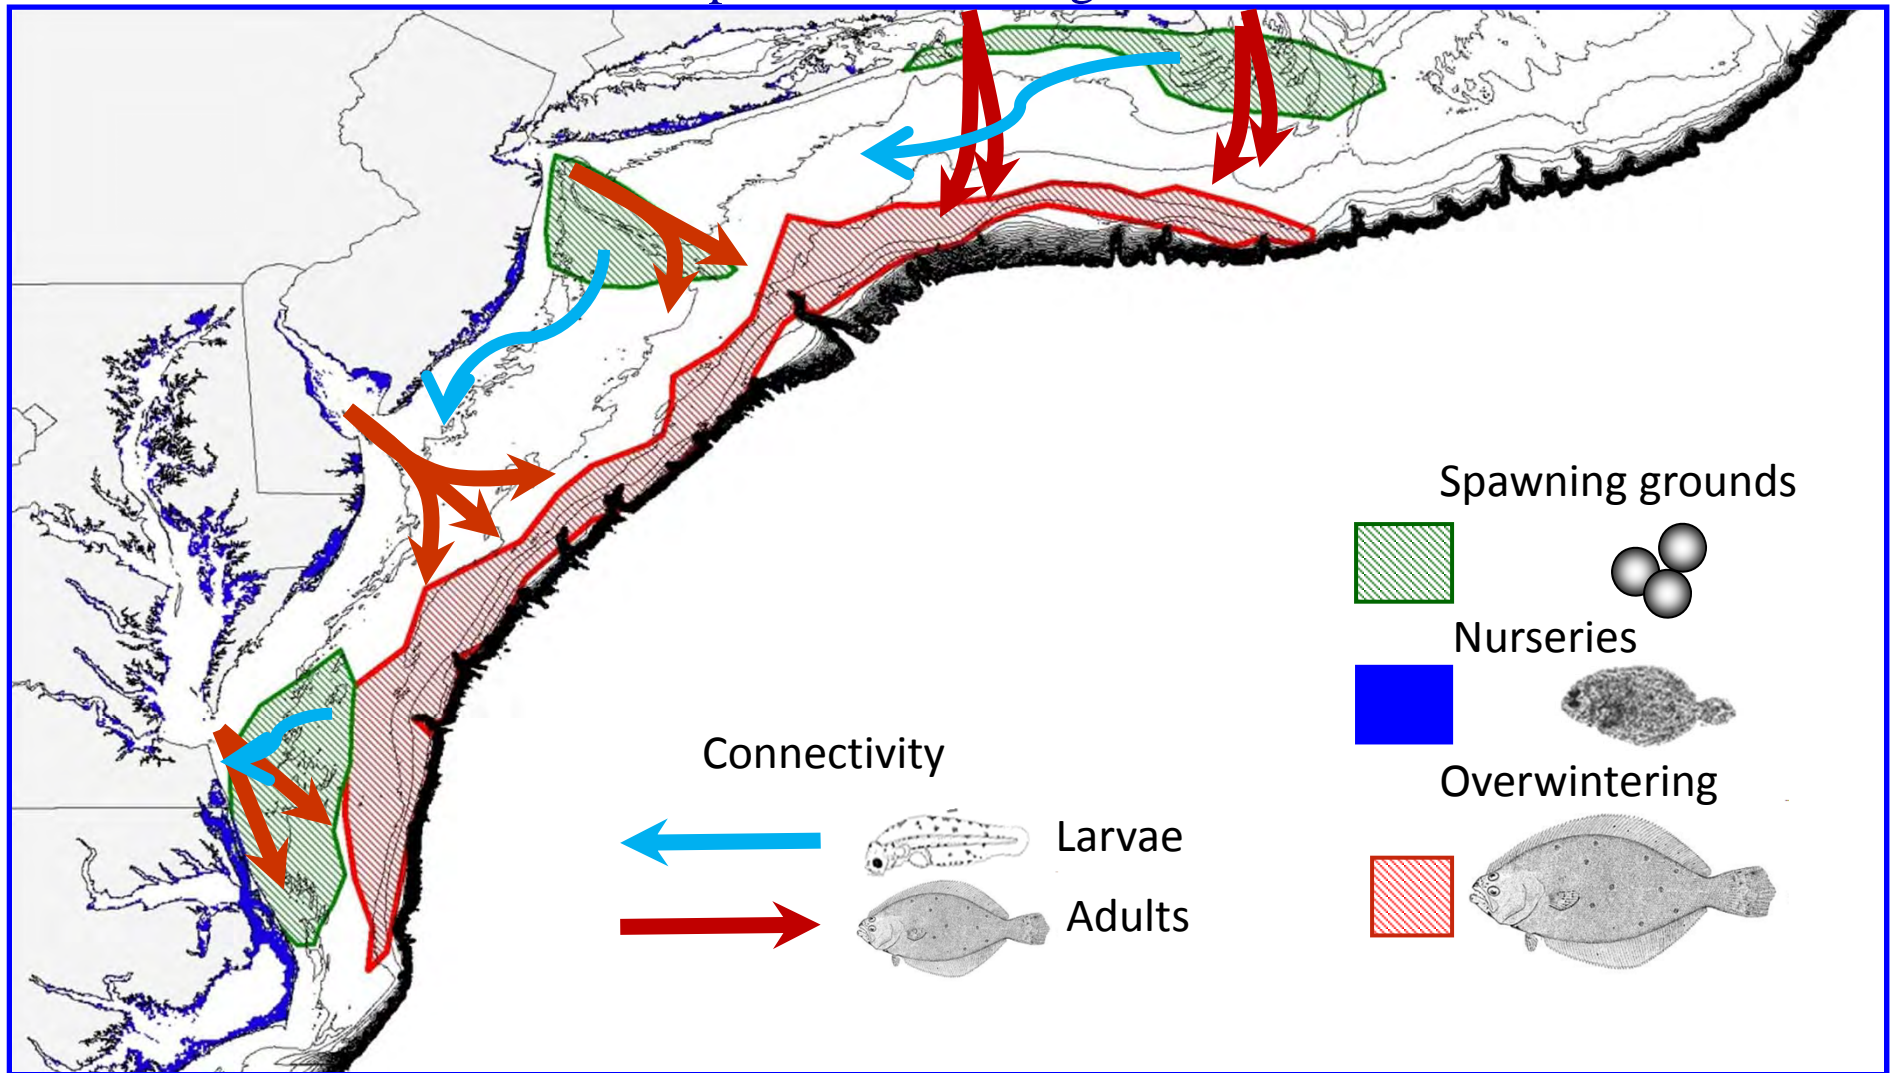 Spawning grounds
Nurseries
Overwintering
Connectivity
Larvae
Adults